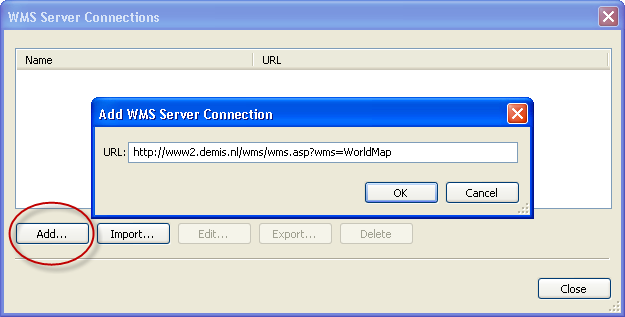 WMS Server Connections
Name URL
Add WMS Server Connection
URL: http://www2.demis.nl/wms/wms.asp?wms=WorldMap
OK Cancel
Add... Import... Edit... Export... Delete
Close